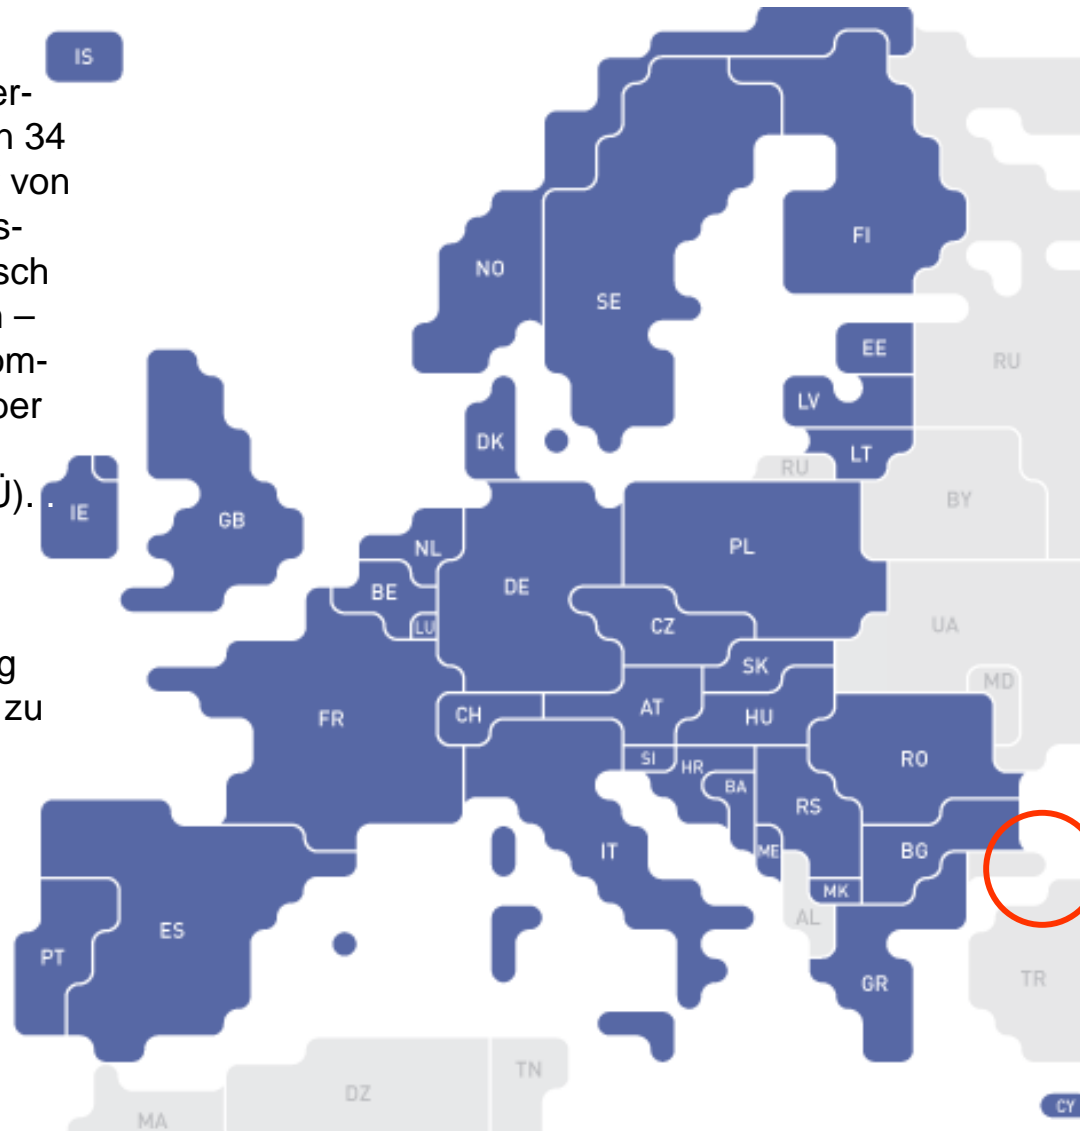 IS
er-
n 34
von
s-
sch
n –
om-
ber
Ü). .
g
zu
NO
SE
FI
EE
RU
LV
LT
DK
RU
BY
IE
GB
NL
PL
BE
DE
LU
CZ
UA
SK
MD
FR
CH
AT
HU
SI
HR
BA
RO
RS
IT
ME
BG
MK
AL
PT
ES
GR
TR
TN
DZ
MA
CY